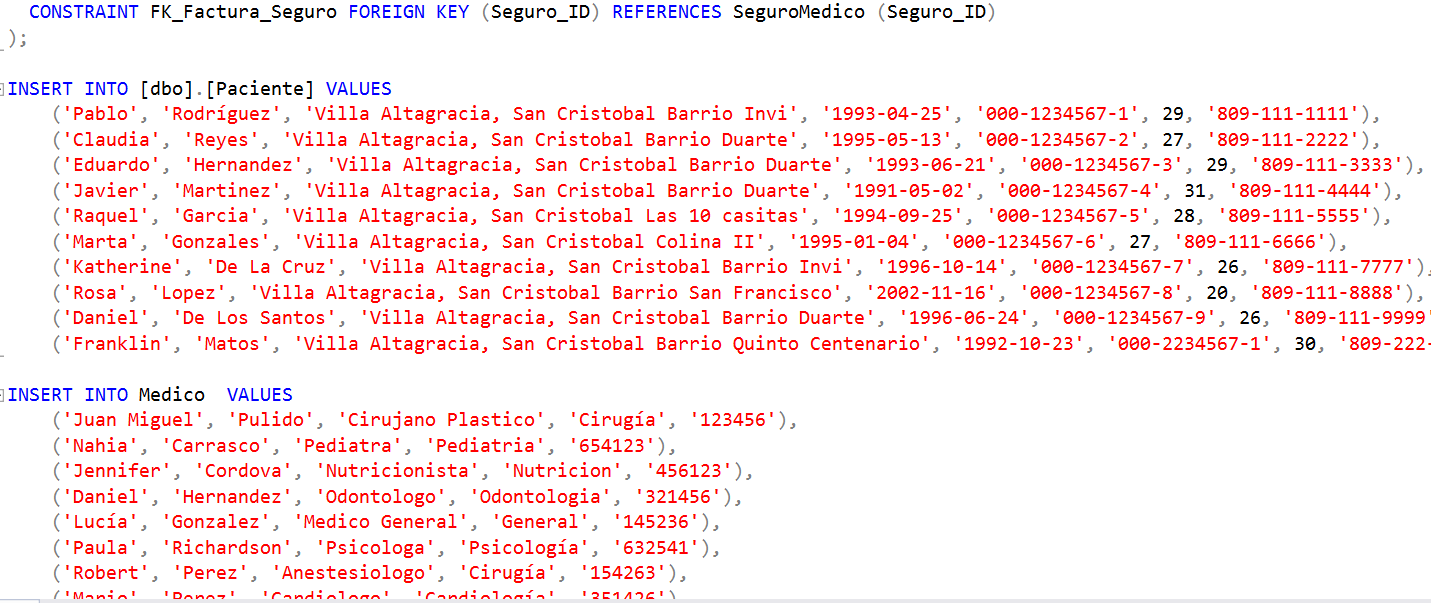 CONSTRAINT FK_Factura_Seguro FOREIGN KEY (Seguro_ID) REFERENCES SeguroMedico (Seguro_ID)
);
INSERT INTO [dbo].[Paciente] VALUES
('Pablo', 'Rodríguez', 'Villa Altagracia, San Cristobal Barrio Invi', '1993-04-25', '000-1234567-1', 29, '809-111-1111'),
('Claudia', 'Reyes', 'Villa Altagracia, San Cristobal Barrio Duarte', '1995-05-13', '000-1234567-2', 27, '809-111-2222'),
('Eduardo', 'Hernandez', 'Villa Altagracia, San Cristobal Barrio Duarte', '1993-06-21', '000-1234567-3', 29, '809-111-3333'),
('Javier', 'Martinez', 'Villa Altagracia, San Cristobal Barrio Duarte', '1991-05-02', '000-1234567-4', 31, '809-111-4444'),
('Raquel', 'Garcia', 'Villa Altagracia, San Cristobal Las 10 casitas', '1994-09-25', '000-1234567-5', 28, '809-111-5555'),
('Marta', 'Gonzales', 'Villa Altagracia, San Cristobal Colina II', '1995-01-04', '000-1234567-6', 27, '809-111-6666'),
('Katherine', 'De La Cruz', 'Villa Altagracia, San Cristobal Barrio Invi', '1996-10-14', '000-1234567-7', 26, '809-111-7777'),
('Rosa', 'Lopez', 'Villa Altagracia, San Cristobal Barrio San Francisco', '2002-11-16', '000-1234567-8', 20, '809-111-8888'),
('Daniel', 'De Los Santos', 'Villa Altagracia, San Cristobal Barrio Duarte', '1996-06-24', '000-1234567-9', 26, '809-111-9999'
('Franklin', 'Matos', 'Villa Altagracia, San Cristobal Barrio Quinto Centenario', '1992-10-23', '000-2234567-1', 30, '809-222-
INSERT INTO Medico  VALUES
('Juan Miguel', 'Pulido', 'Cirujano Plastico', 'Cirugía', '123456'),
('Nahia', 'Carrasco', 'Pediatra', 'Pediatria', '654123'),
('Jennifer', 'Cordova', 'Nutricionista', 'Nutricion', '456123'),
('Daniel', 'Hernandez', 'Odontologo', 'Odontologia', '321456'),
('Lucía', 'Gonzalez', 'Medico General', 'General', '145236'),
('Paula', 'Richardson', 'Psicologa', 'Psicología', '632541'),
('Robert', 'Perez', 'Anestesiologo', 'Cirugía', '154263'),
('Mario', 'Perez', 'Cardiologo', 'Cardiología', '351426')